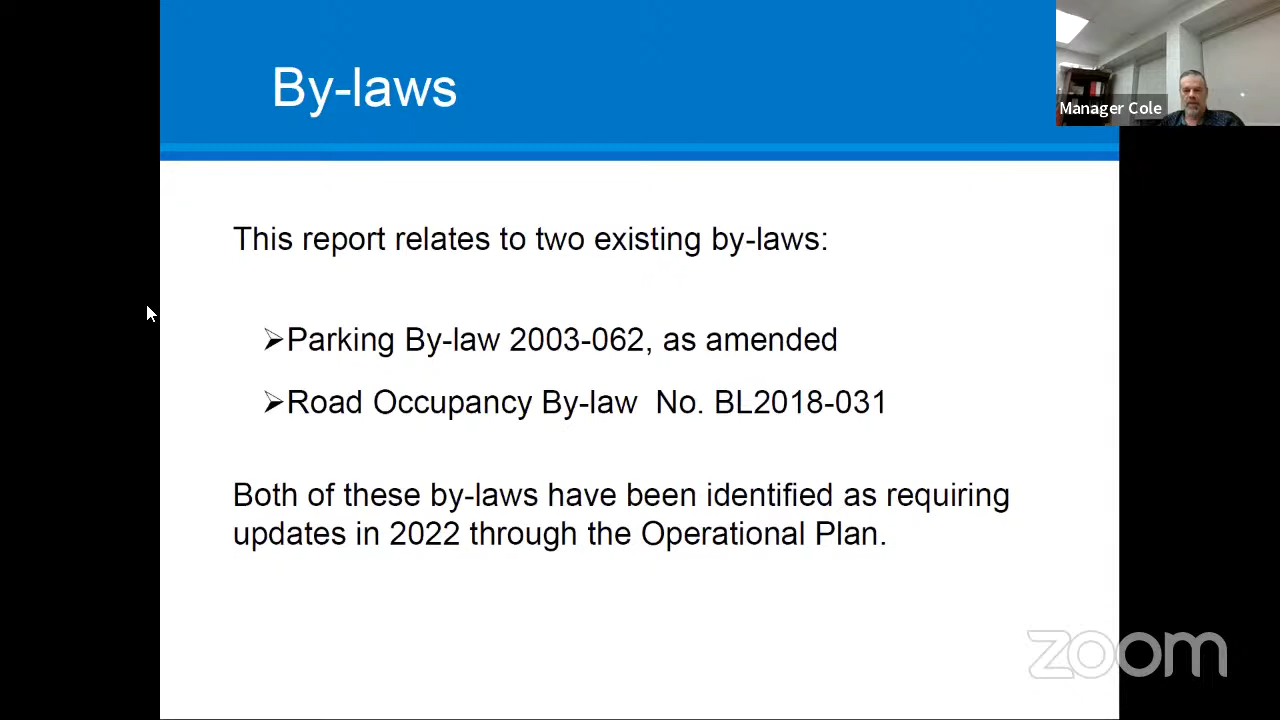 By-laws
Manager Cole
This report relates to two existing by-laws:
➢Parking By-law 2003-062, as amended
➢Road Occupancy By-law No. BL2018-031
Both of these by-laws have been identified as requiring
updates in 2022 through the Operational Plan.
zoom